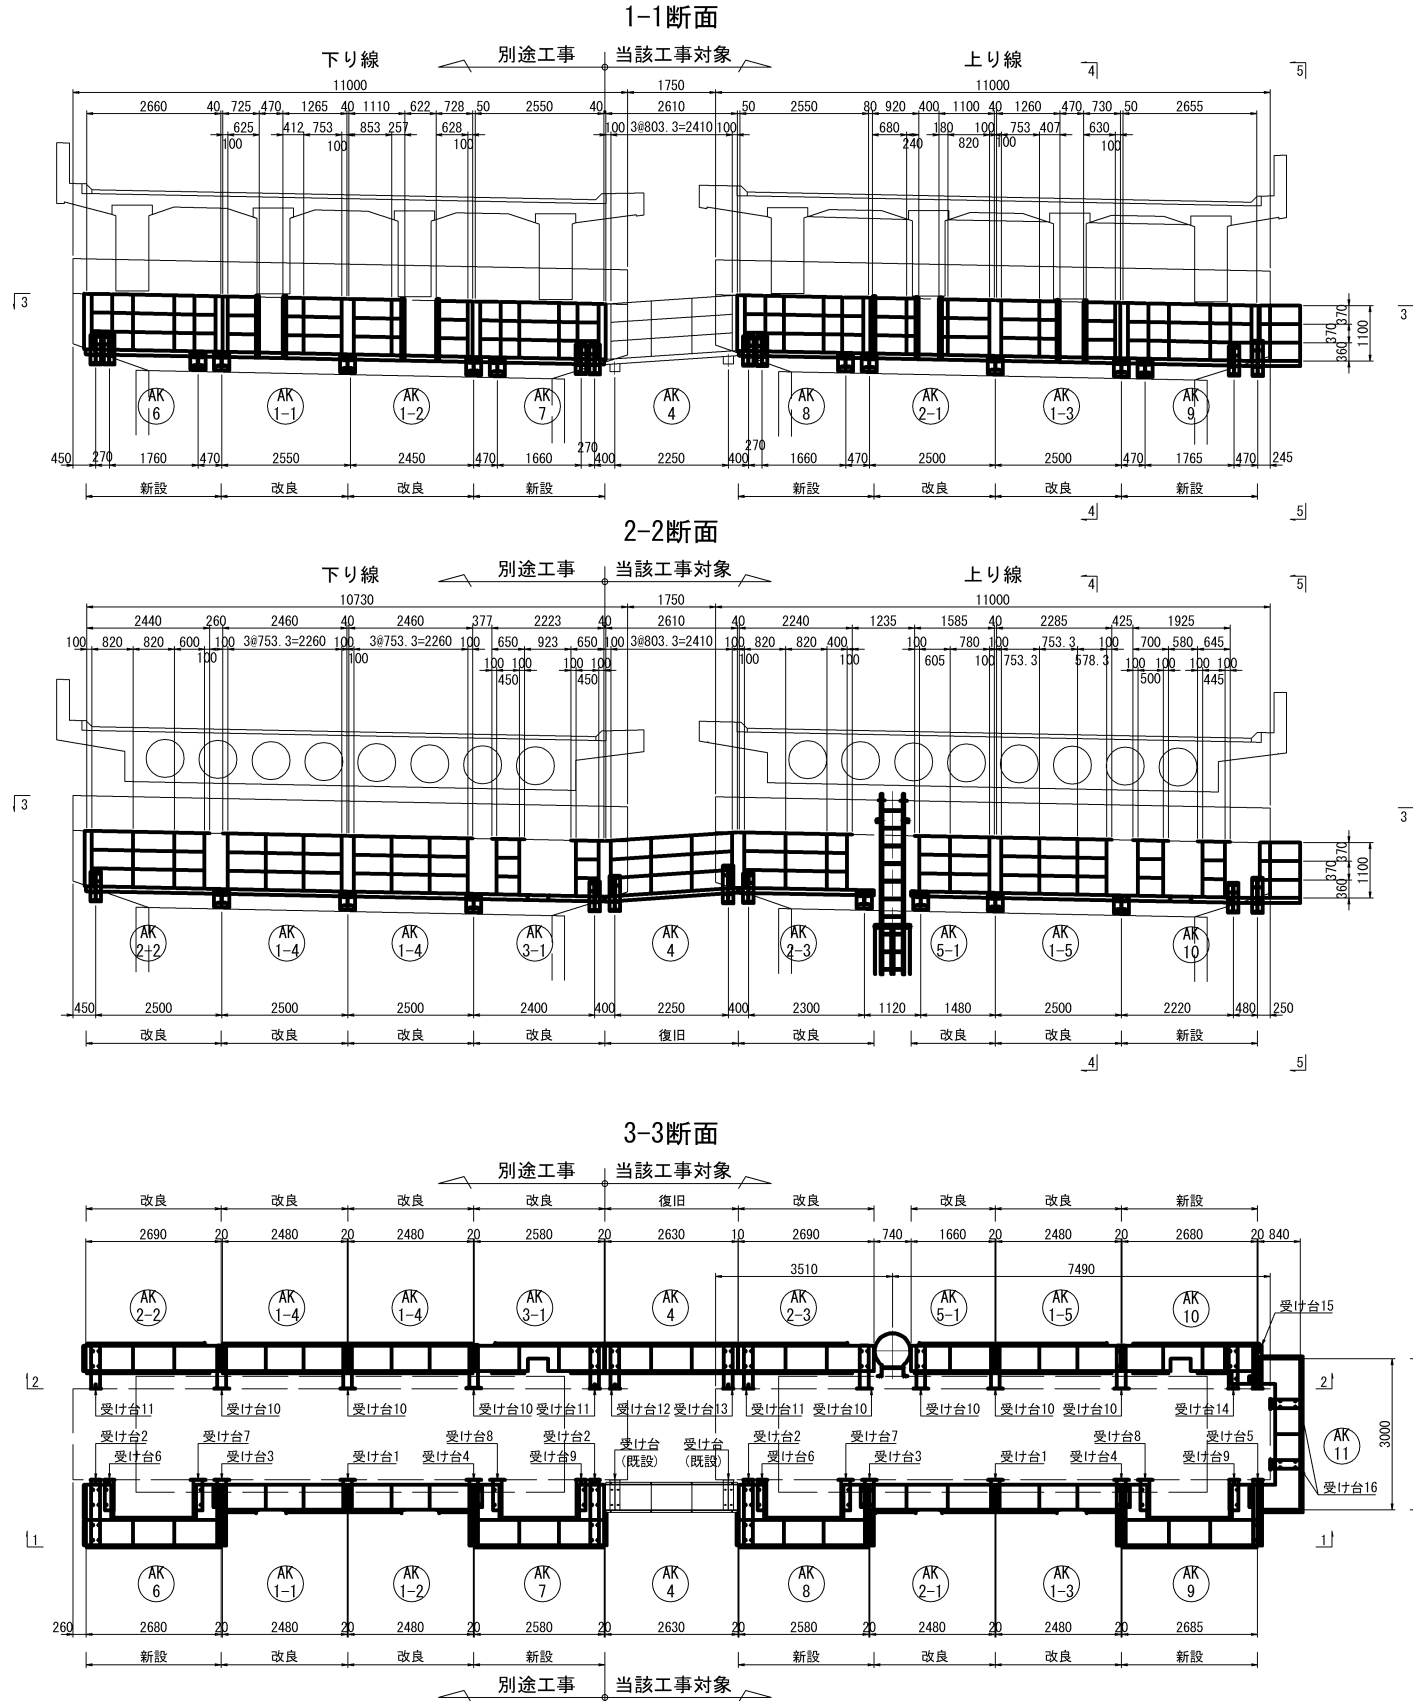 1-1断面
下り線 別途工事 当該工事対象 上り線
4 5
11000 1750 11000
2660 40 725 470 1265 40 1110 622 728 50 2550 40 2610 50 2550 80 920 400 1100 40 1260 470 730 50 2655
625 412 753 853 257 628 100 3@803.3=2410 100 680 180 100 753 407 630
100 100 100 240 820 100 100
3 3
370 370 360 1100
AK 6
AK 1-1
AK 1-2
AK 7
AK 4
AK 8
AK 2-1
AK 1-3
AK 9
450 270 1760 470 2550 2450 470 1660 270 400 2250 400 270 1660 470 2500 2500 470 1765 470 245
新設 改良 改良 新設 新設 改良 改良 新設
4 5
2-2断面
下り線 別途工事 当該工事対象 上り線
4 5
10730 1750 11000
2440 260 2460 40 2460 377 2223 40 2610 40 2240 1235 1585 40 2285 425 1925
100 820 820 600 100 3@753.3=2260 3@753.3=2260 100 650 923 650 100 3@803.3=2410 100 820 820 400 100 780 100 753.3 100 700 580 645
100 100 100 100 100 100 100 100 605 100 753.3 578.3 100 100 100 100
450 450 500 445
3 3
370 370 360 1100
AK 2-2
AK 1-4
AK 1-4
AK 3-1
AK 4
AK 2-3
AK 5-1
AK 1-5
AK 10
450 2500 2500 2500 2400 400 2250 400 2300 1120 1480 2500 2220 480 250
改良 改良 改良 改良 復旧 改良 改良 改良 新設
4 5
3-3断面
別途工事 当該工事対象
改良 改良 改良 改良 復旧 改良 改良 改良 新設
2690 20 2480 20 2480 20 2580 20 2630 10 2690 740 1660 20 2480 20 2680 20 840
3510 7490
AK 2-2
AK 1-4
AK 1-4
AK 3-1
AK 4
AK 2-3
AK 5-1
AK 1-5
AK 10
受け台15
2 2
受け台11 受け台10 受け台10 受け台10 受け台11 受け台12 受け台13 受け台11 受け台10 受け台10 受け台10 受け台10 受け台14
受け台2 受け台7 受け台8 受け台2 受け台 受け台 受け台2 受け台7 受け台8 受け台5
受け台6 受け台3 受け台1 受け台4 受け台9 (既設) (既設) 受け台6 受け台3 受け台1 受け台4 受け台9
AK 11
3000
受け台16
1 1
AK 6
AK 1-1
AK 1-2
AK 7
AK 4
AK 8
AK 2-1
AK 1-3
AK 9
260 2680 20 2480 20 2480 20 2580 20 2630 20 2580 20 2480 20 2480 20 2685
新設 改良 改良 新設 新設 改良 改良 新設
別途工事 当該工事対象